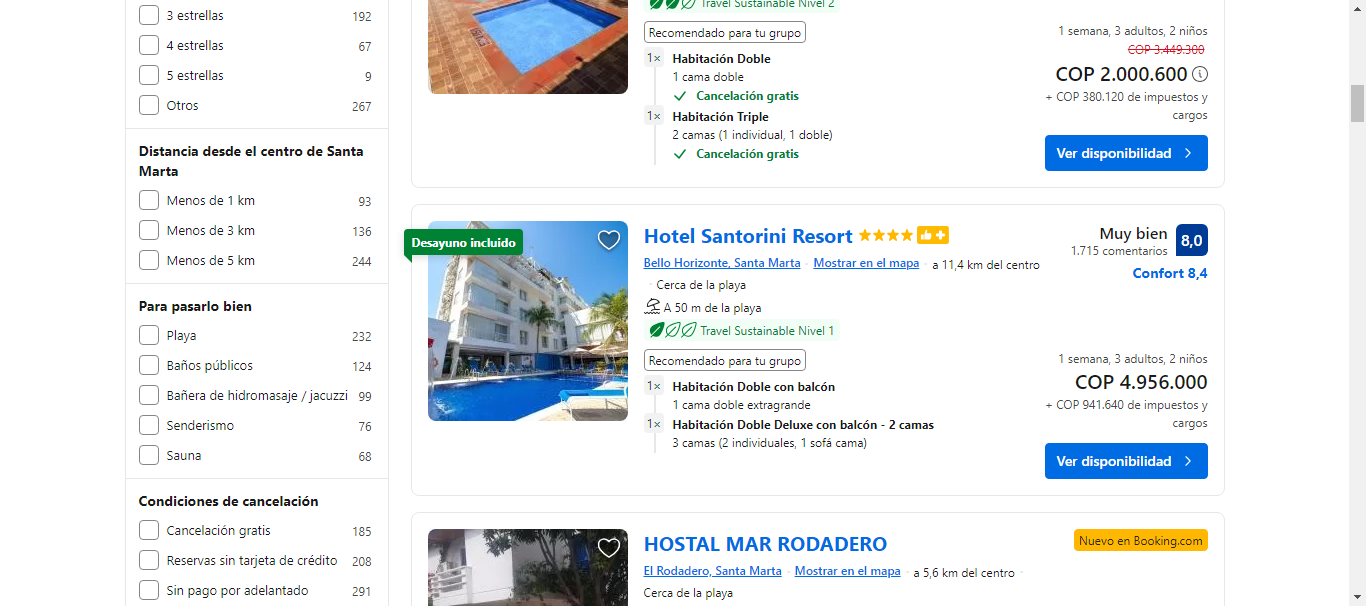 3 estrellas 192
4 estrellas 67
5 estrellas 9
Otros 267
Distancia desde el centro de Santa
Marta
Menos de 1 km 93
Menos de 3 km 136
Menos de 5 km 244
Para pasarlo bien
Playa 232
Baños públicos 124
Bañera de hidromasaje / jacuzzi 99
Senderismo 76
Sauna 68
Condiciones de cancelación
Cancelación gratis 185
Reservas sin tarjeta de crédito 208
Sin pago por adelantado 291
Travel Sustainable Nivel 2
Recomendado para tu grupo
1× Habitación Doble
1 cama doble
Cancelación gratis
1× Habitación Triple
2 camas (1 individual, 1 doble)
Cancelación gratis
1 semana, 3 adultos, 2 niños
COP 3.449.300
COP 2.000.600
+ COP 380.120 de impuestos y
cargos
Ver disponibilidad
Desayuno incluido
Hotel Santorini Resort
Bello Horizonte, Santa Marta · Mostrar en el mapa · a 11,4 km del centro
· Cerca de la playa
A 50 m de la playa
Travel Sustainable Nivel 1
Muy bien 8,0
1.715 comentarios
Confort 8,4
Recomendado para tu grupo
1× Habitación Doble con balcón
1 cama doble extragrande
1× Habitación Doble Deluxe con balcón - 2 camas
3 camas (2 individuales, 1 sofá cama)
1 semana, 3 adultos, 2 niños
COP 4.956.000
+ COP 941.640 de impuestos y
cargos
Ver disponibilidad
HOSTAL MAR RODADERO
El Rodadero, Santa Marta · Mostrar en el mapa · a 5,6 km del centro ·
Cerca de la playa
Nuevo en Booking.com